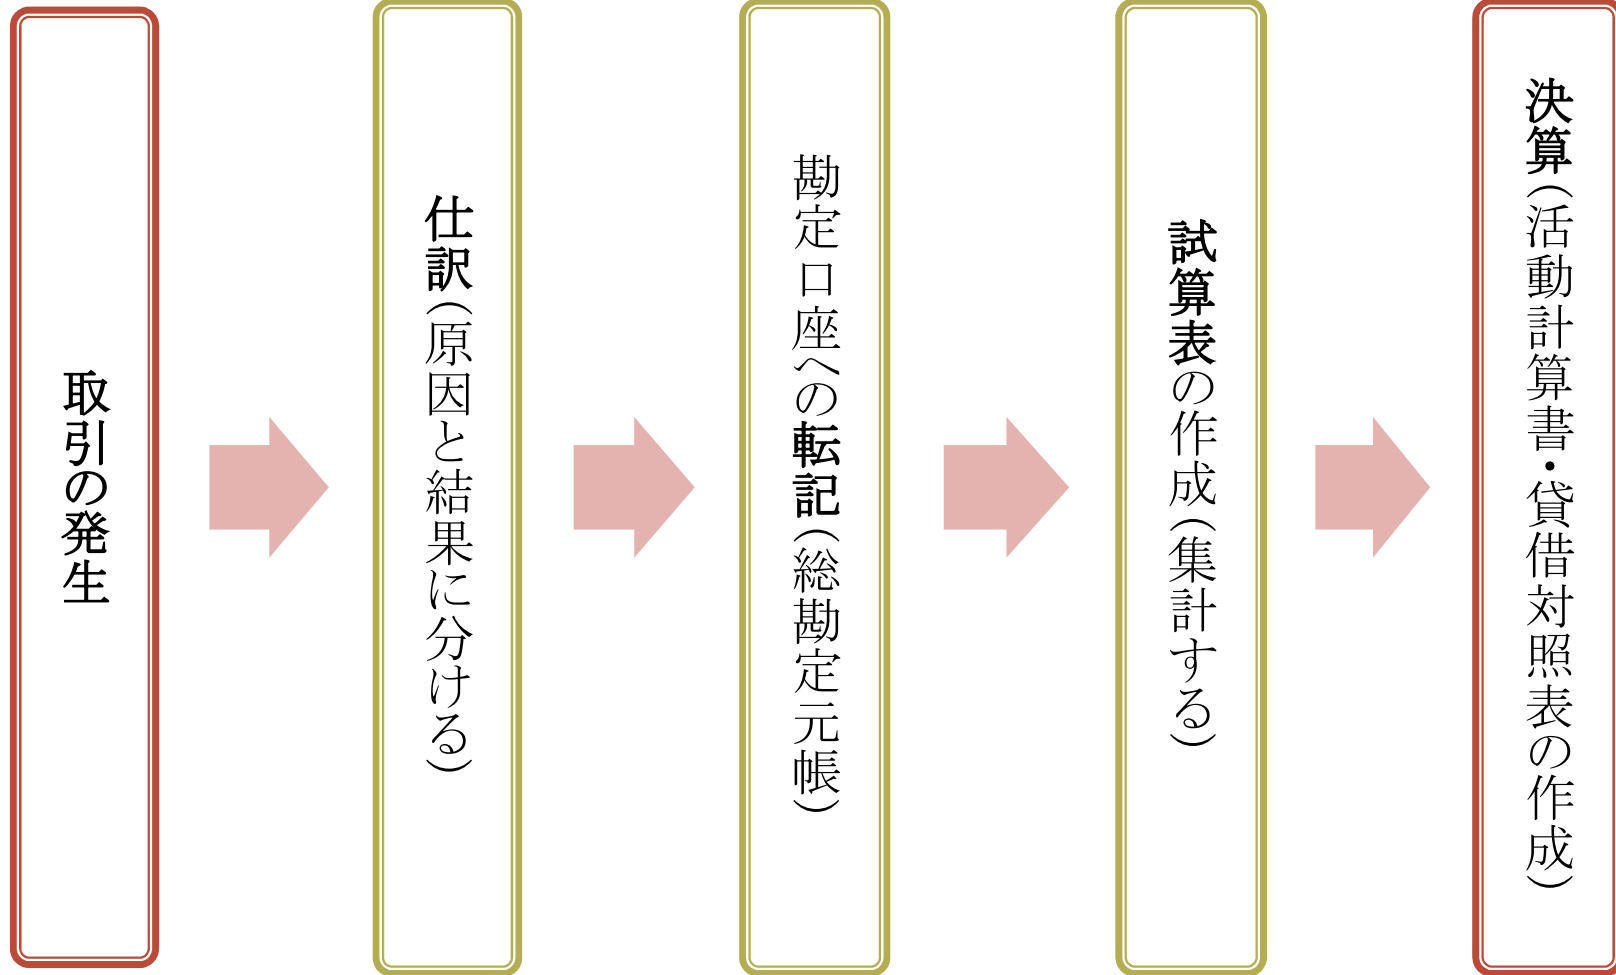 取引の発生
仕訳(原因と結果に分ける)
勘定口座への転記(総勘定元帳)
試算表の作成(集計する)
決算(活動計算書・貸借対照表の作成)